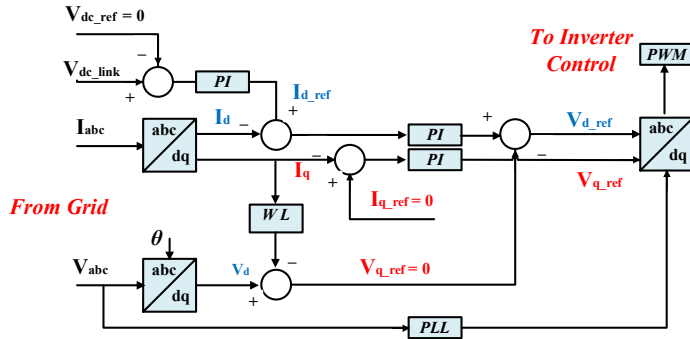 V_dc_ref = 0
V_dc_link
PI
I_d_ref
To Inverter
Control
PWM
I_abc
abc
dq
I_d
I_q
PI
PI
V_d_ref
V_q_ref
abc
dq
From Grid
WL
I_q_ref = 0
θ
V_abc
abc
dq
V_d
V_q_ref = 0
PLL
− + + − − + + − − +